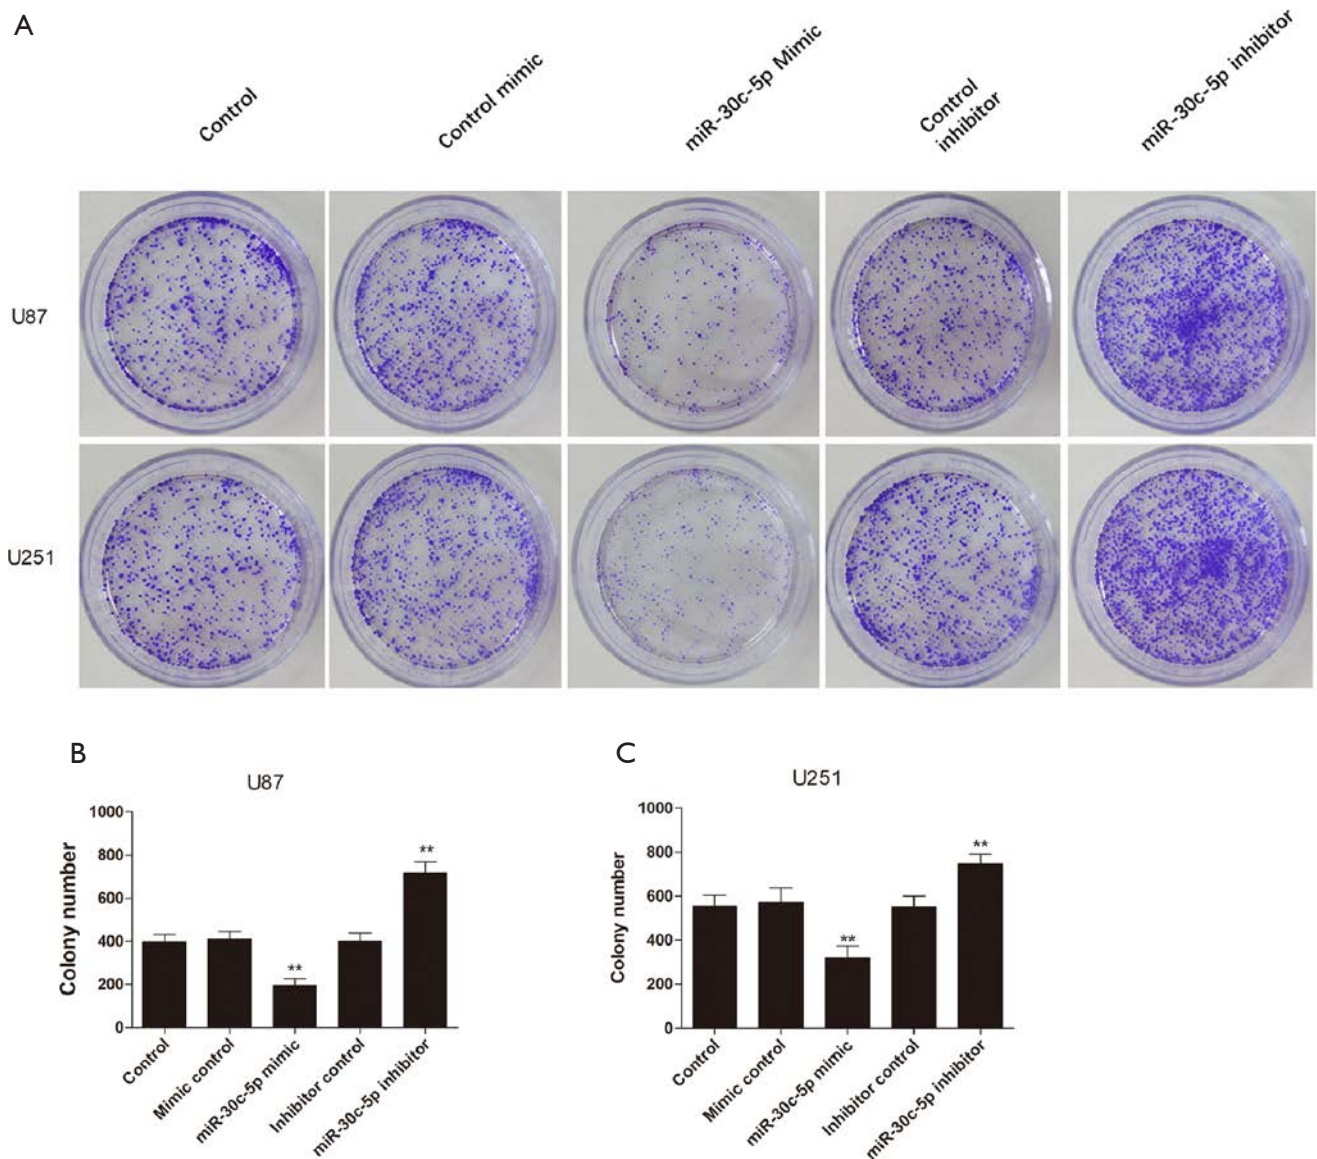 A
Control
Control mimic
miR-30c-5p Mimic
Control
inhibitor
miR-30c-5p inhibitor
U87
U251
B
U87
Colony number
1000
800
600
400
200
0
**
**
Control
Mimic control
miR-30c-5p mimic
Inhibitor control
miR-30c-5p inhibitor
C
U251
Colony number
1000
800
600
400
200
0
**
**
Control
Mimic control
miR-30c-5p mimic
Inhibitor control
miR-30c-5p inhibitor